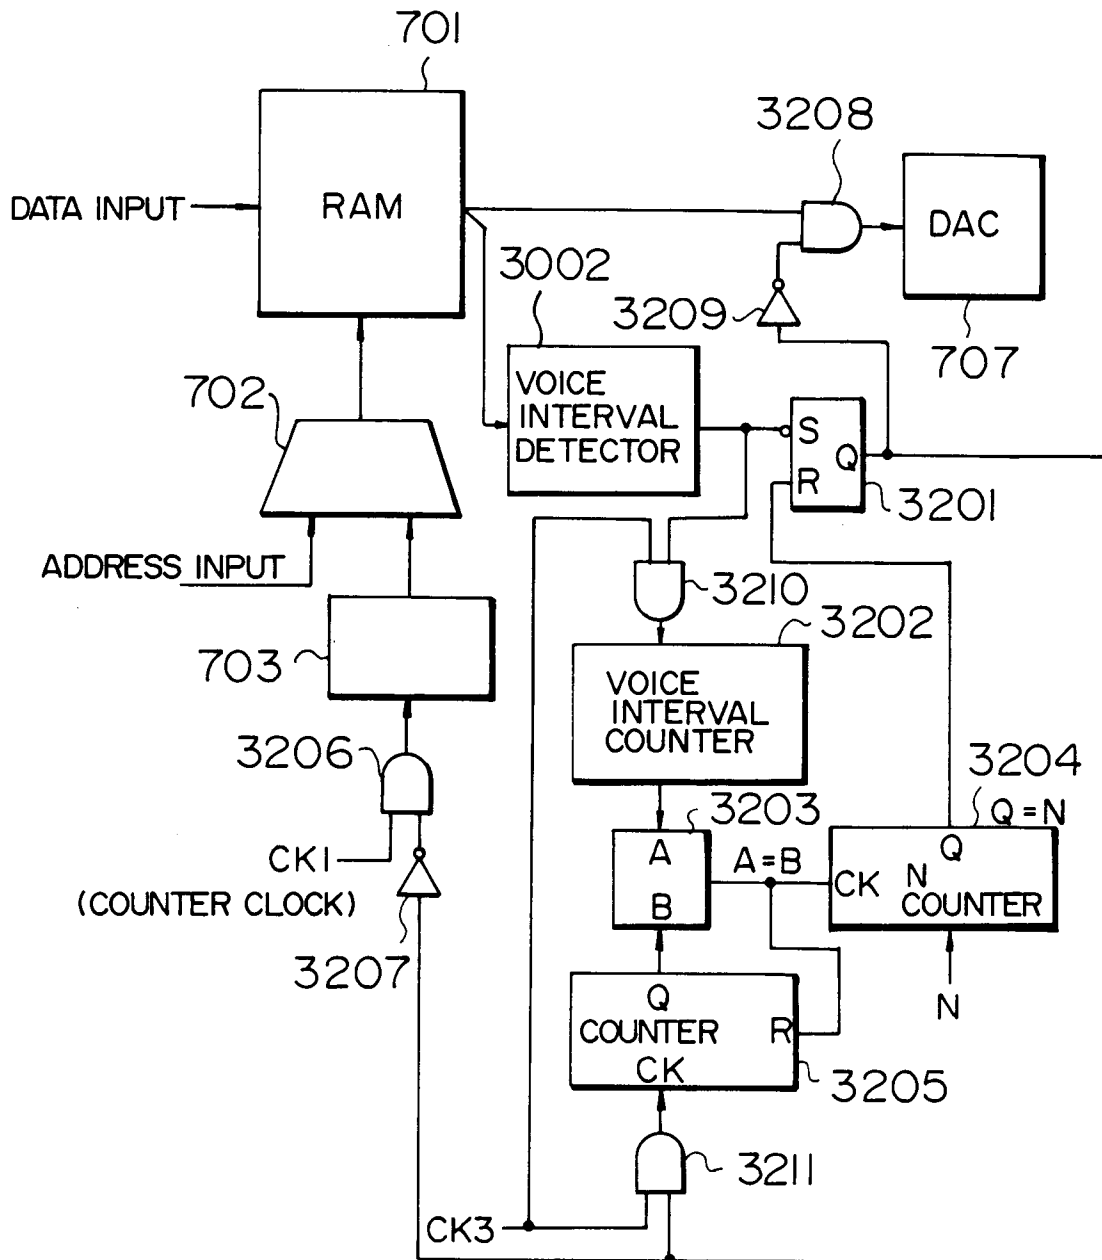 701
3208
DATA INPUT
RAM
DAC
3002
3209
707
702
VOICE
INTERVAL
DETECTOR
S
Q
R
3201
ADDRESS INPUT
3210
3202
703
VOICE
INTERVAL
COUNTER
3206
3203
3204
Q=N
A
A=B
Q
CK1
CK
N
COUNTER
(COUNTER CLOCK)
B
3207
N
Q
COUNTER
R
CK
3205
3211
CK3